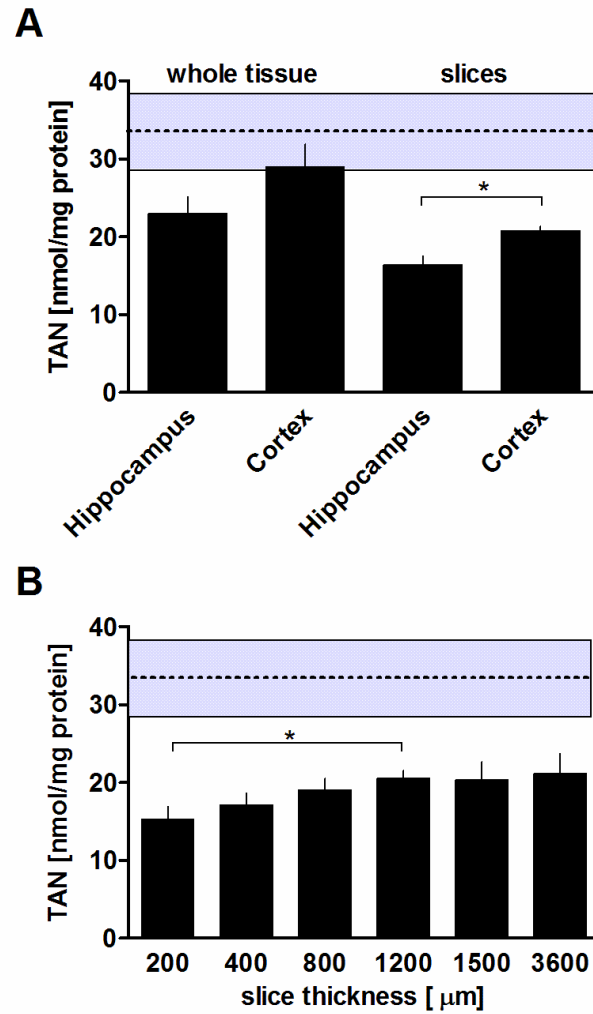 A
whole tissue slices
40
30
20
10
0
TAN [nmol/mg protein]
*
Hippocampus Cortex Hippocampus Cortex
B
40
30
20
10
0
TAN [nmol/mg protein]
*
200 400 800 1200 1500 3600
slice thickness [ μm]